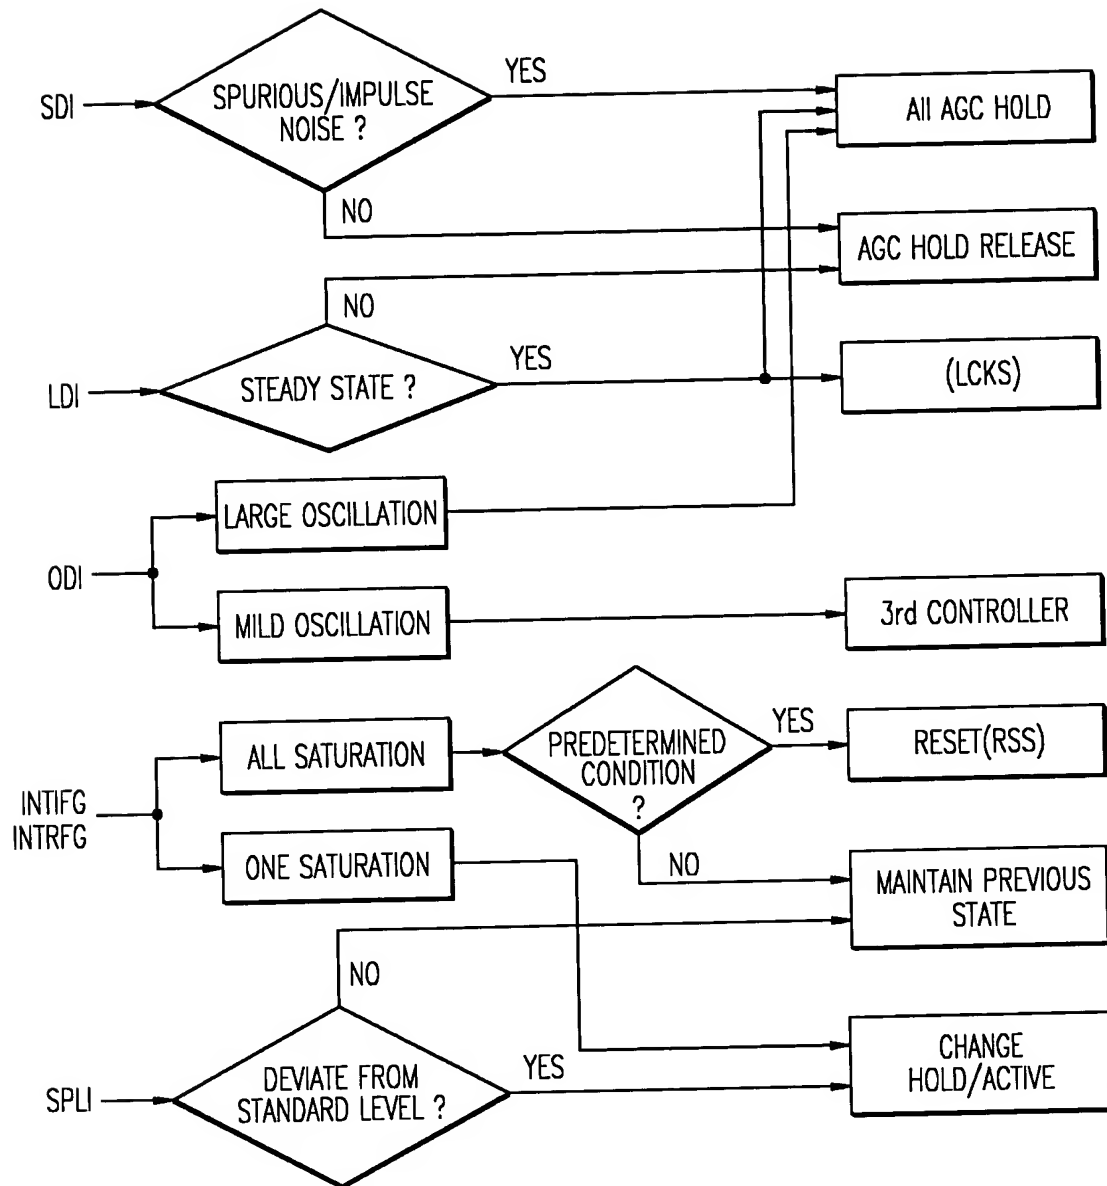 SDI
SPURIOUS/IMPULSE
NOISE ?
YES
All AGC HOLD
NO
AGC HOLD RELEASE
NO
LDI
STEADY STATE ?
YES
(LCKS)
ODI
LARGE OSCILLATION
MILD OSCILLATION
3rd CONTROLLER
INTIFG
INTRFG
ALL SATURATION
PREDETERMINED
CONDITION
?
YES
RESET(RSS)
ONE SATURATION
NO
MAINTAIN PREVIOUS
STATE
NO
SPLI
DEVIATE FROM
STANDARD LEVEL ?
YES
CHANGE
HOLD/ACTIVE